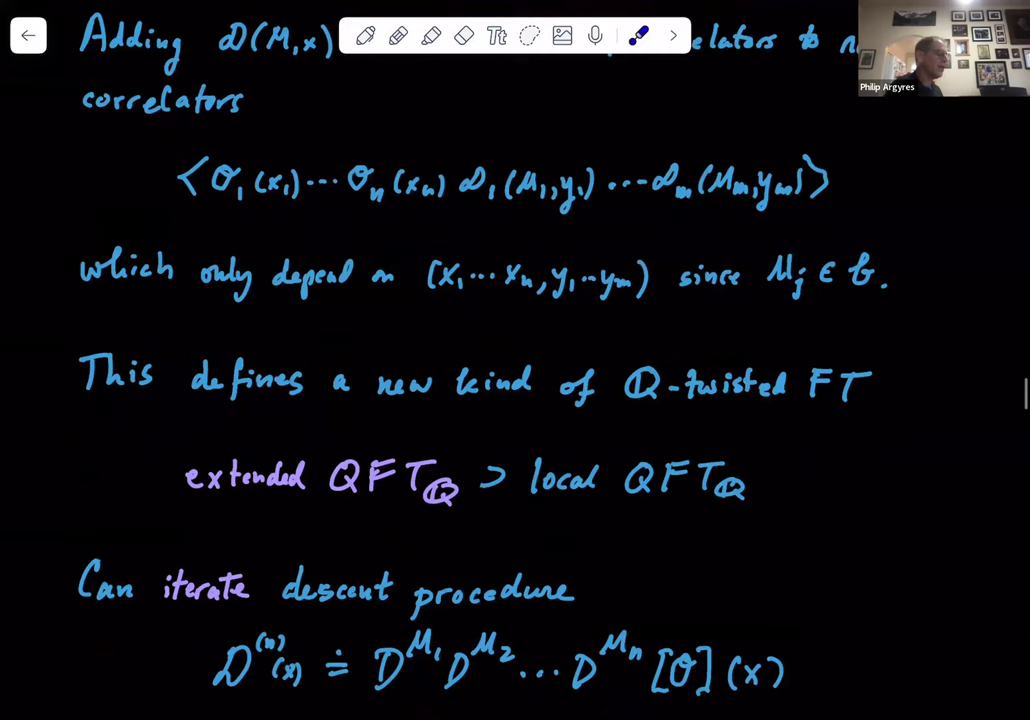 Adding 𝒟(M,x)
elators to n
Philip Argyres
correlators
⟨𝒪₁(x₁)⋯𝒪ₙ(xₙ) 𝒟₁(M₁,y₁)⋯𝒟ₘ(Mₘ,yₘ)⟩
which only depend on (x₁⋯xₙ,y₁⋯yₘ) since Mⱼ ∈
This defines a new kind of ℚ-twisted FT
extended QFT_ℚ ⊃ local QFT_ℚ
Can iterate descent procedure
𝒟⁽ⁿ⁾(x) ≐ D^M₁ D^M₂ ⋯ D^Mₙ [𝒪](x)